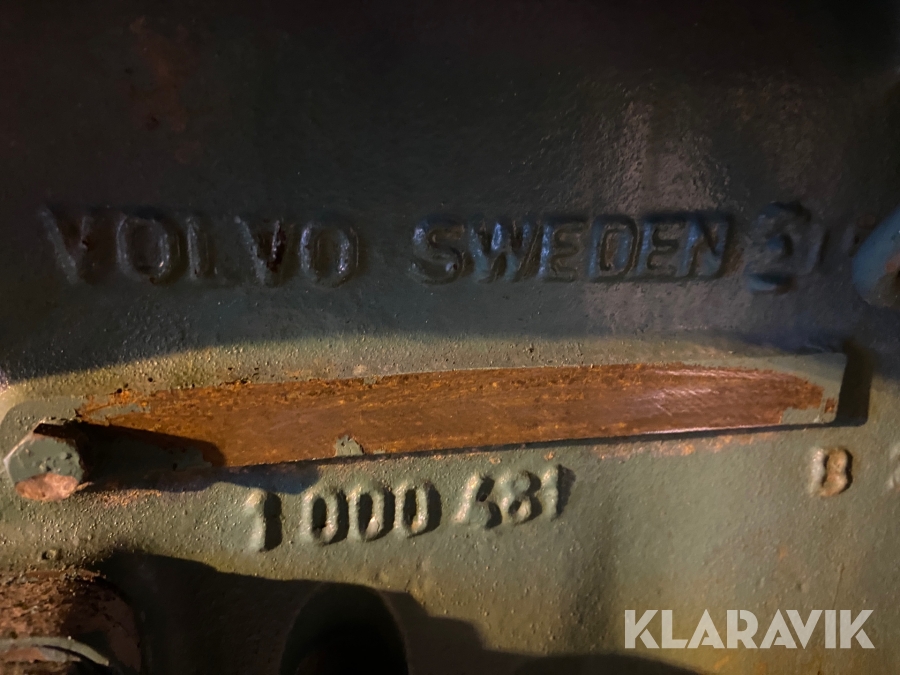 VOLVO SWEDEN
1 000 481
8
KLARAVIK